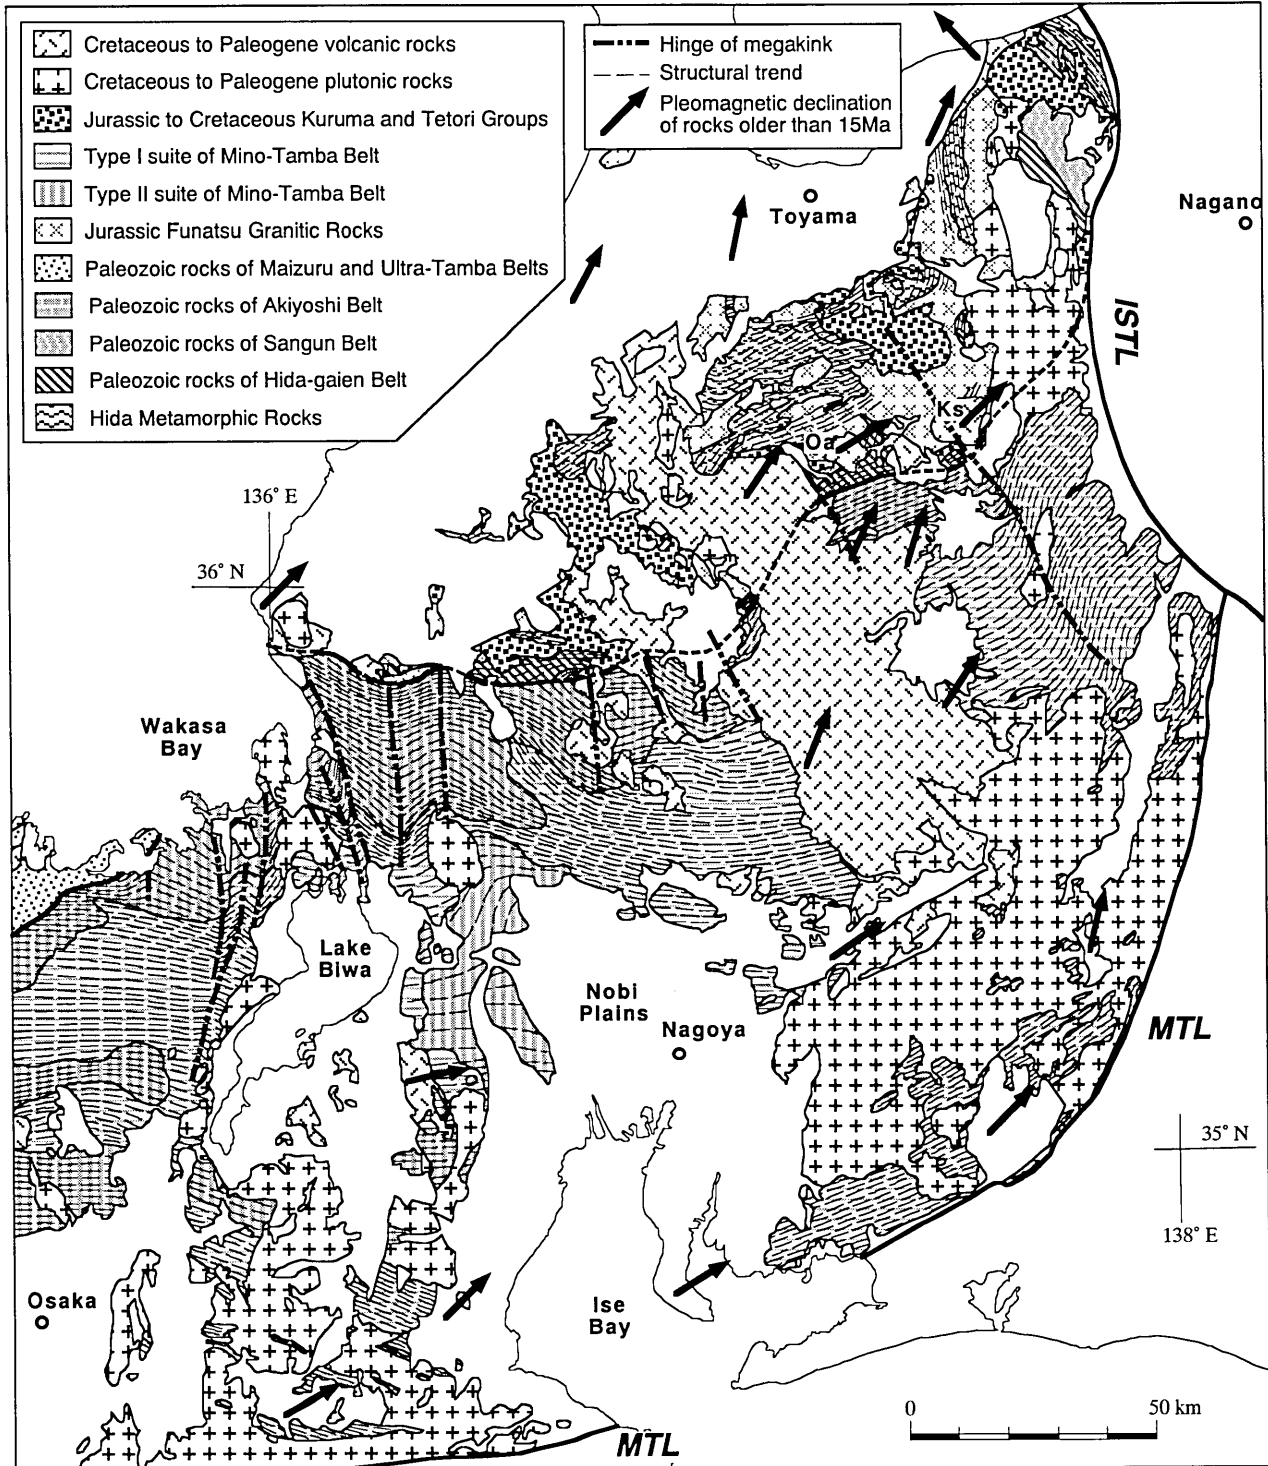 Cretaceous to Paleogene volcanic rocks
Cretaceous to Paleogene plutonic rocks
Jurassic to Cretaceous Kuruma and Tetori Groups
Type I suite of Mino-Tamba Belt
Type II suite of Mino-Tamba Belt
Jurassic Funatsu Granitic Rocks
Paleozoic rocks of Maizuru and Ultra-Tamba Belts
Paleozoic rocks of Akiyoshi Belt
Paleozoic rocks of Sangun Belt
Paleozoic rocks of Hida-gaien Belt
Hida Metamorphic Rocks
Hinge of megakink
Structural trend
Pleomagnetic declination
of rocks older than 15Ma
Toyama
Nagano
ISTL
Ks
Oa
136° E
36° N
Wakasa
Bay
Lake
Biwa
Nobi
Plains
Nagoya
MTL
35° N
138° E
Osaka
Ise
Bay
0
50 km
MTL